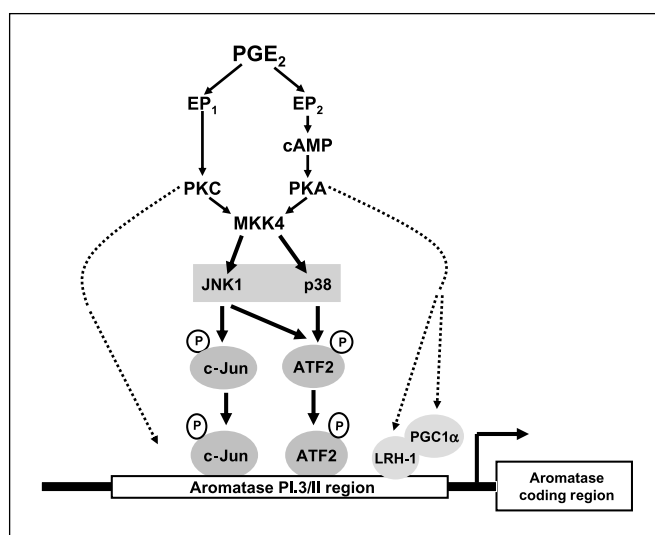 PGE2
EP1 EP2
cAMP
PKC PKA
MKK4
JNK1 p38
P P
c-Jun ATF2
P P
c-Jun ATF2 LRH-1 PGC1α
Aromatase PI.3/II region
Aromatase
coding region